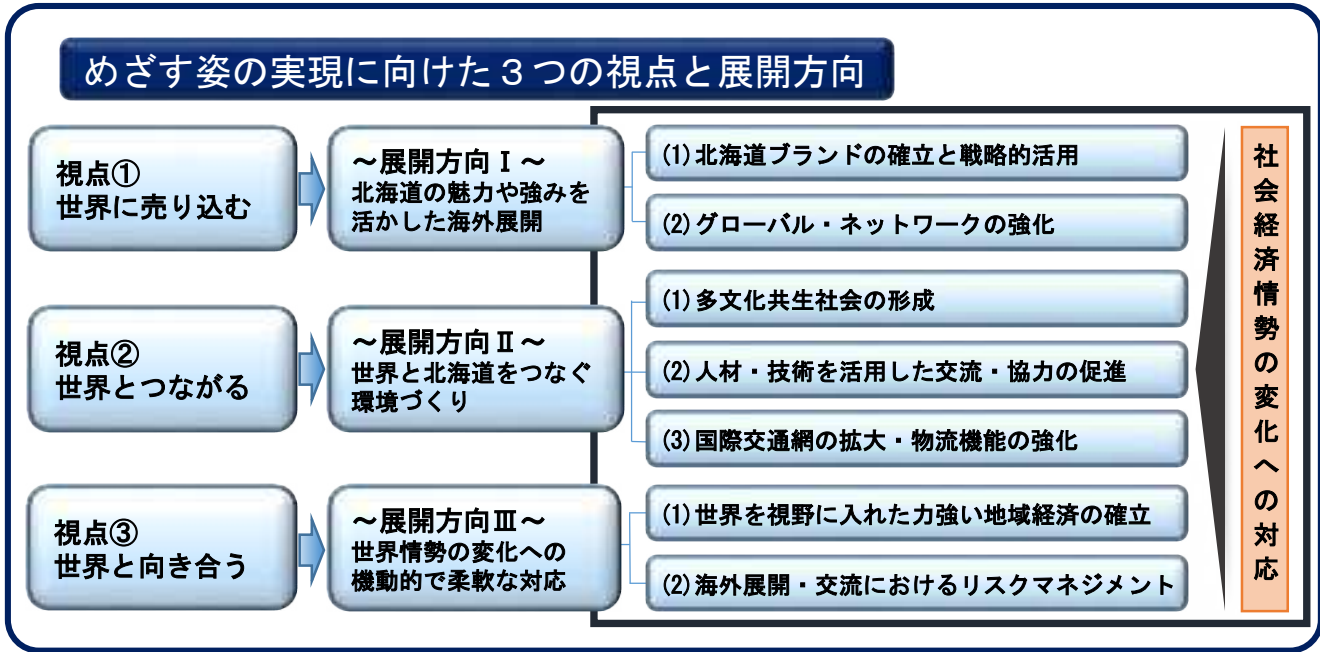 めざす姿の実現に向けた３つの視点と展開方向
視点①
世界に売り込む
～展開方向Ⅰ～
北海道の魅力や強みを
活かした海外展開
(1)北海道ブランドの確立と戦略的活用
(2)グローバル・ネットワークの強化
視点②
世界とつながる
～展開方向Ⅱ～
世界と北海道をつなぐ
環境づくり
(1)多文化共生社会の形成
(2)人材・技術を活用した交流・協力の促進
(3)国際交通網の拡大・物流機能の強化
視点③
世界と向き合う
～展開方向Ⅲ～
世界情勢の変化への
機動的で柔軟な対応
(1)世界を視野に入れた力強い地域経済の確立
(2)海外展開・交流におけるリスクマネジメント
社会経済情勢の変化への対応